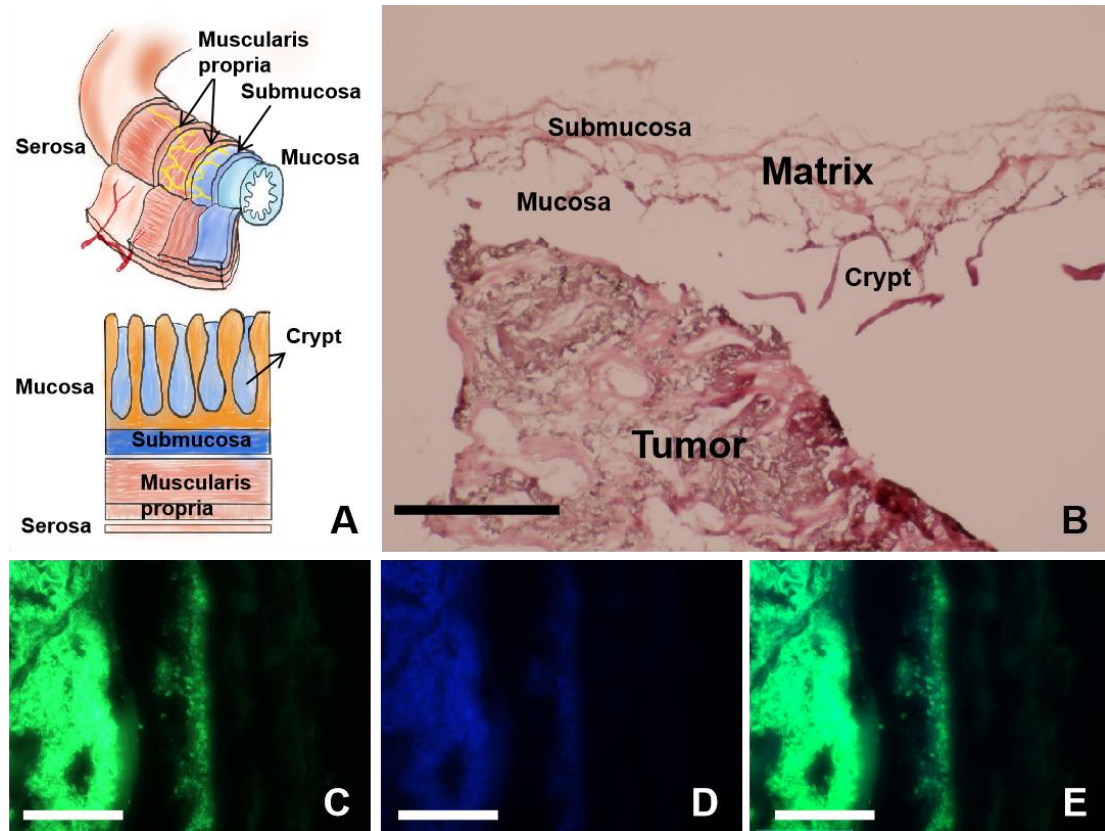 Muscularis
propria
Submucosa
Serosa
Mucosa
Crypt
Mucosa
Submucosa
Muscularis
propria
Serosa
A
Submucosa
Matrix
Mucosa
Crypt
Tumor
B
C
D
E